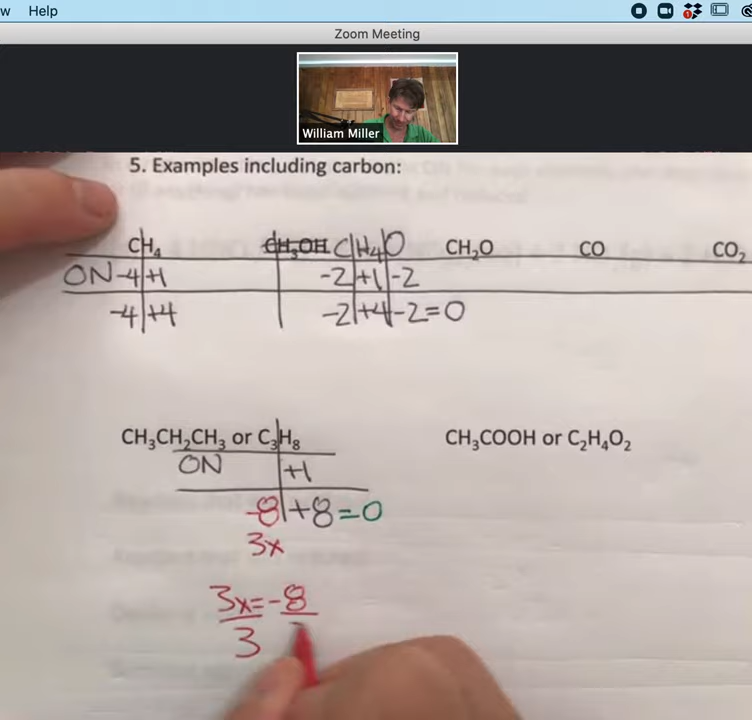 w Help
Zoom Meeting
William Miller
5. Examples including carbon:
CH₄ CH₃OH CH₄O CH₂O CO CO₂
ON -4 +1 -2 +1 -2
-4 +4 -2 +4 -2 = 0
CH₃CH₂CH₃ or C₃H₈ CH₃COOH or C₂H₄O₂
ON +1
-8 +8 = 0
3x
3x = -8
3